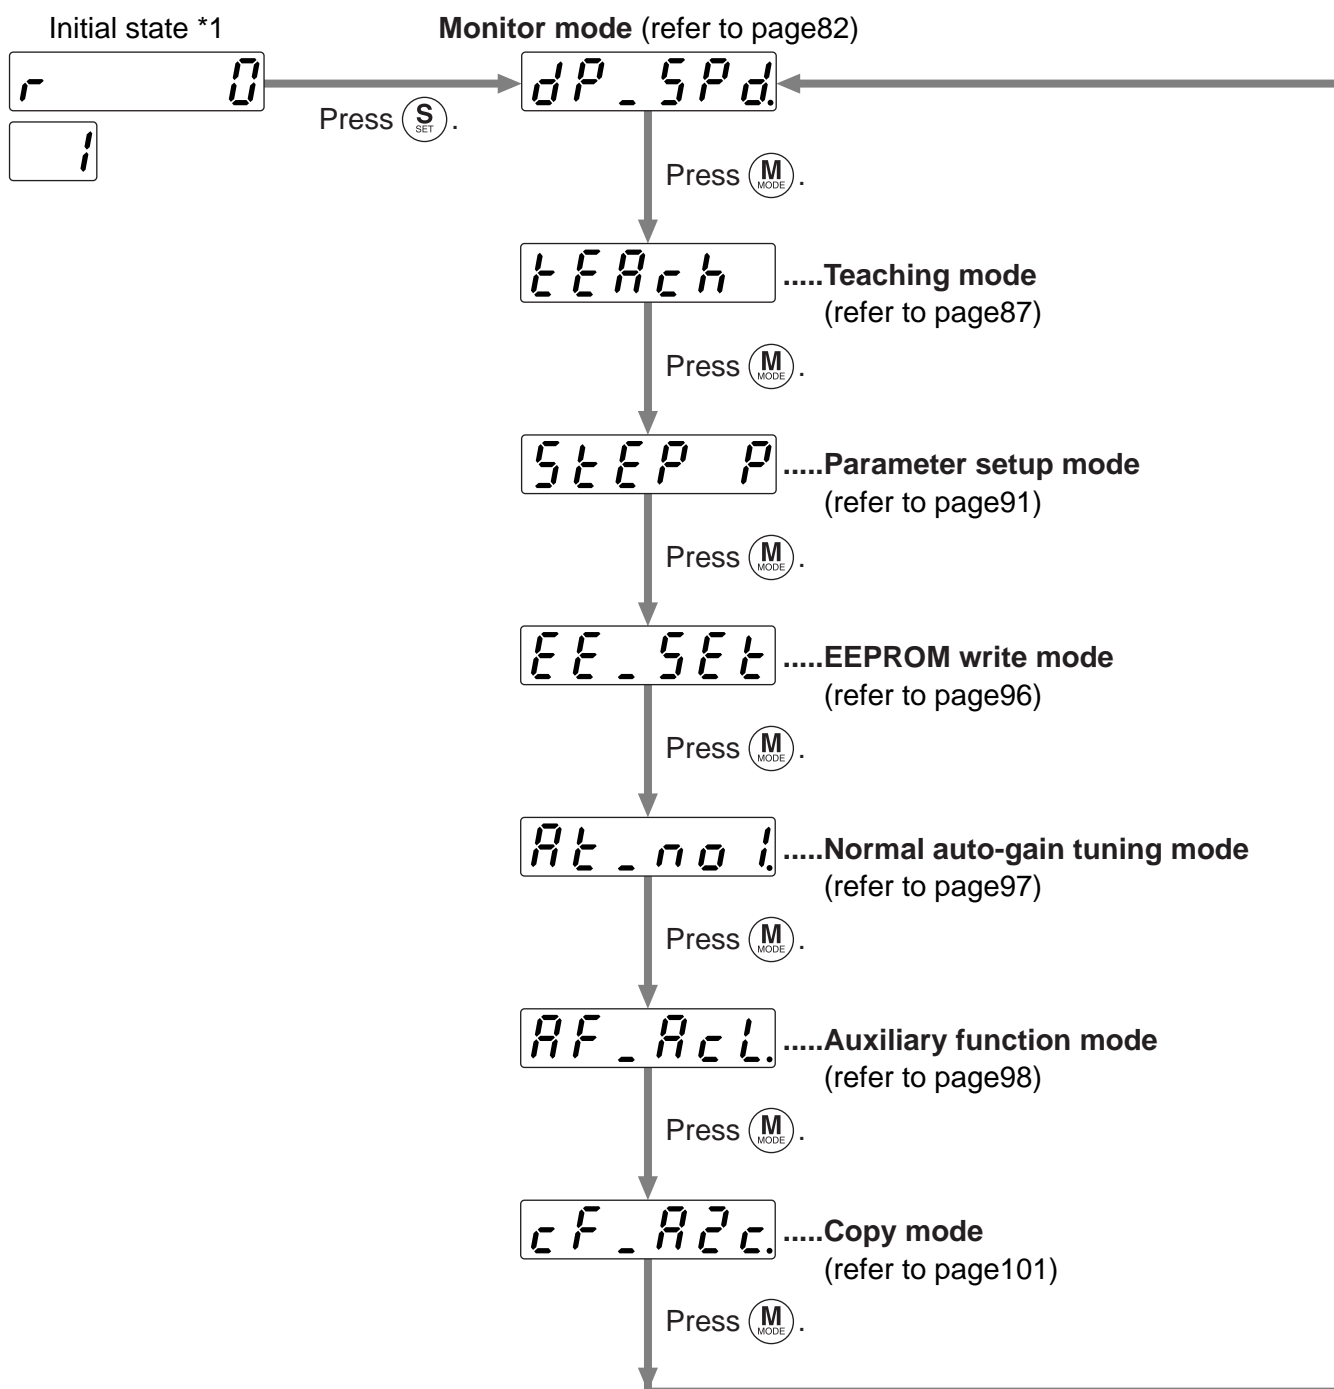 Initial state *1
Monitor mode (refer to page82)
r 0
dP_SPd.
Press S SET.
1
Press M MODE.
tEAch
.....Teaching mode
(refer to page87)
Press M MODE.
StEP P
.....Parameter setup mode
(refer to page91)
Press M MODE.
EE_SEt
.....EEPROM write mode
(refer to page96)
Press M MODE.
At_no1.
.....Normal auto-gain tuning mode
(refer to page97)
Press M MODE.
AF_AcL.
.....Auxiliary function mode
(refer to page98)
Press M MODE.
cF_A2c.
.....Copy mode
(refer to page101)
Press M MODE.